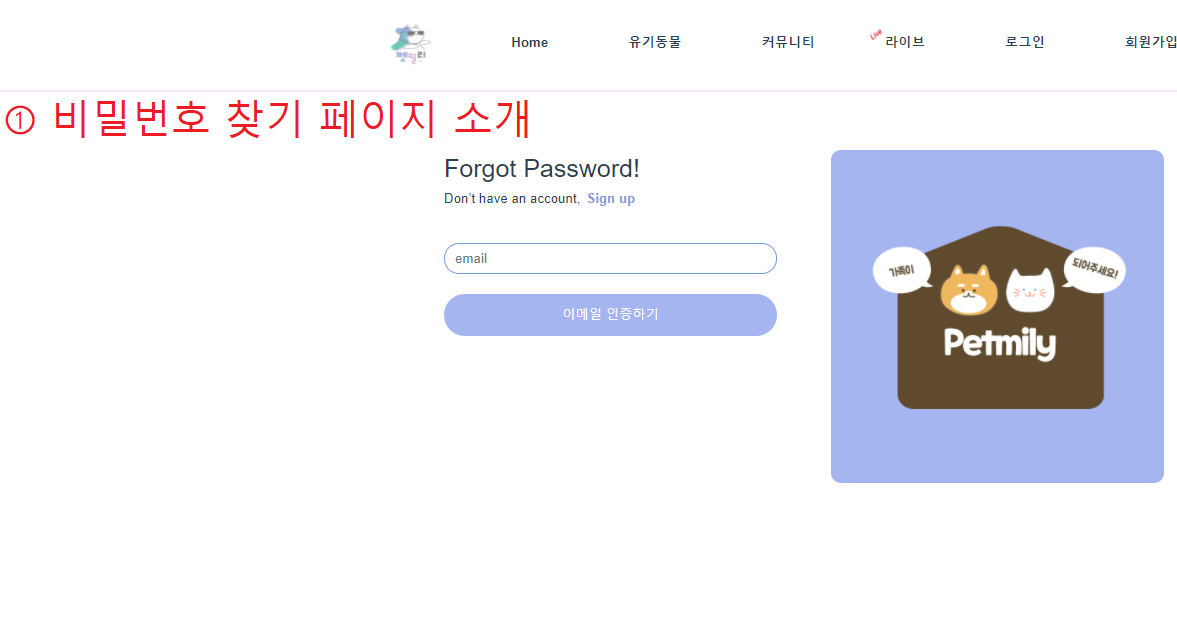 펫밀리
Home 유기동물 커뮤니티 Live 라이브 로그인 회원가입
① 비밀번호 찾기 페이지 소개
Forgot Password!
Don't have an account, Sign up
email
이메일 인증하기
가족이
되어주세요!
Petmily